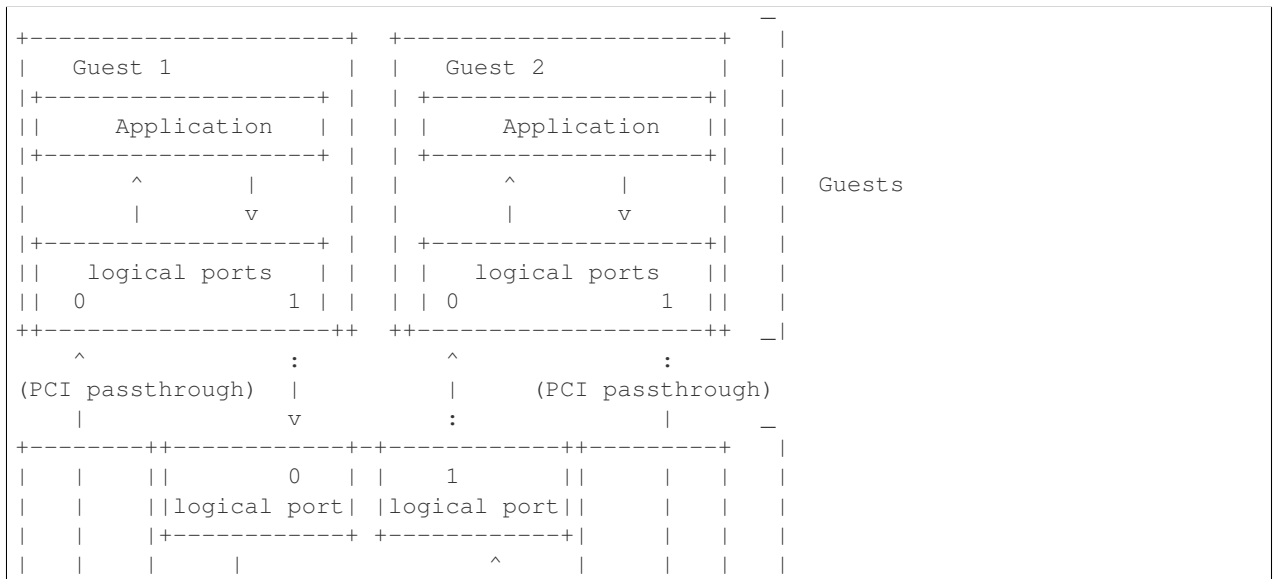 _
+----------------------+  +----------------------+   |
|   Guest 1            |  |   Guest 2            |   |
|+-------------------+ |  | +-------------------+|   |
||     Application   | |  | |     Application   ||   |
|+-------------------+ |  | +-------------------+|   |
|       ^       |      |  |       ^       |      |   |  Guests
|       |       v      |  |       |       v      |   |
|+-------------------+ |  | +-------------------+|   |
||   logical ports   | |  | |   logical ports   ||   |
||  0              1 | |  | | 0              1  ||   |
++--------------------++  ++--------------------++  _|
    ^              :          ^              :
(PCI passthrough)  |          |     (PCI passthrough)
    |              v          :              |      _
+--------++------------+-+------------++---------+   |
|   |    ||        0   | |   1        ||     |   |   |
|   |    ||logical port| |logical port||     |   |   |
|   |    |+------------+ +------------+|     |   |   |
|   |    |     |                 ^     |     |   |   |